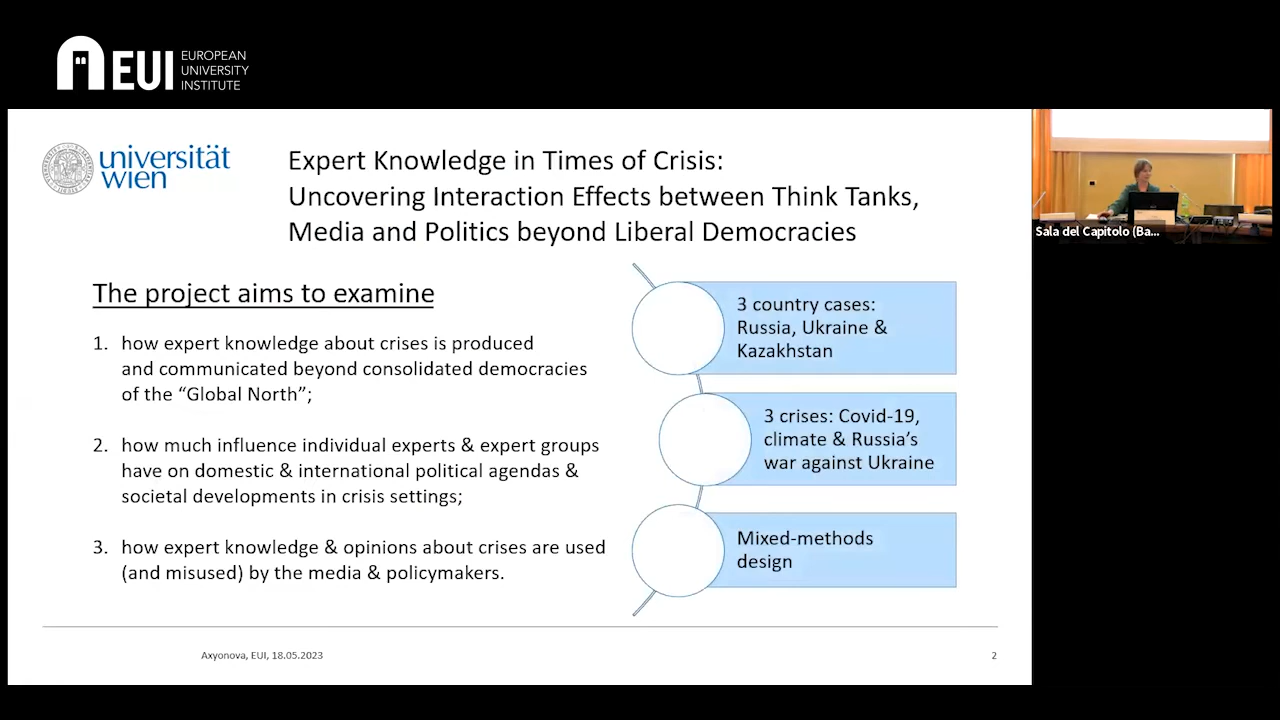 EUI
EUROPEAN
UNIVERSITY
INSTITUTE
universität
wien
Expert Knowledge in Times of Crisis:
Uncovering Interaction Effects between Think Tanks,
Media and Politics beyond Liberal Democracies
The project aims to examine
1. how expert knowledge about crises is produced
and communicated beyond consolidated democracies
of the “Global North”;
2. how much influence individual experts & expert groups
have on domestic & international political agendas &
societal developments in crisis settings;
3. how expert knowledge & opinions about crises are used
(and misused) by the media & policymakers.
3 country cases:
Russia, Ukraine &
Kazakhstan
3 crises: Covid-19,
climate & Russia’s
war against Ukraine
Mixed-methods
design
Axyonova, EUI, 18.05.2023
2
Sala del Capitolo (Ba...